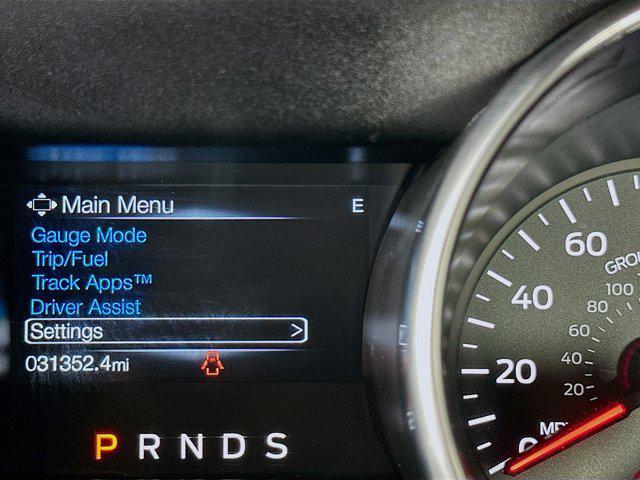 Main Menu E
Gauge Mode
Trip/Fuel
Track Apps™
Driver Assist
Settings >
031352.4mi
P R N D S
60
40
20
0
100
80
60
40
20